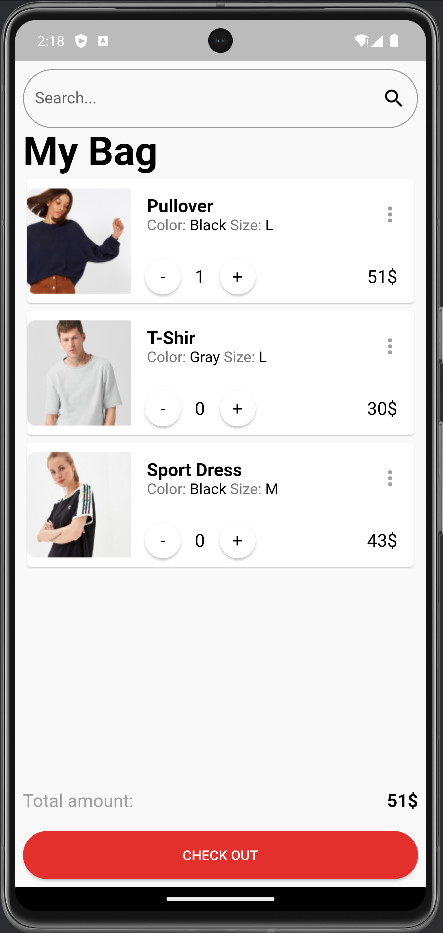 2:18
Search...
My Bag
Pullover
Color: Black Size: L
- 1 + 51$
T-Shir
Color: Gray Size: L
- 0 + 30$
Sport Dress
Color: Black Size: M
- 0 + 43$
Total amount: 51$
CHECK OUT